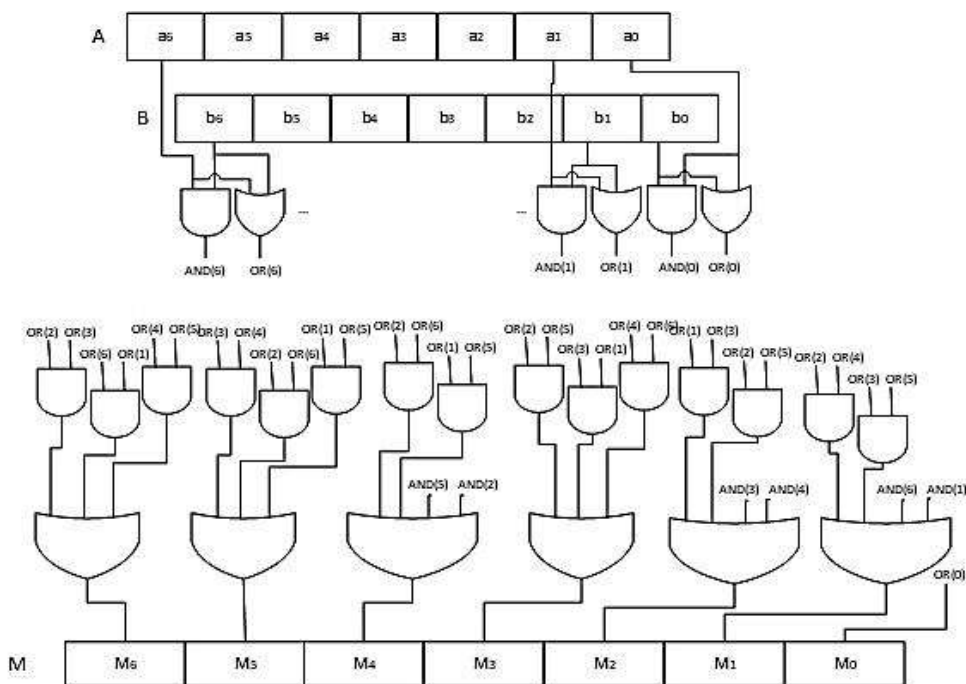 A a6 a5 a4 a3 a2 a1 a0
B b6 b5 b4 b3 b2 b1 b0
... ...
AND(6) OR(6) AND(1) OR(1) AND(0) OR(0)
OR(2) OR(3) OR(4) OR(5) OR(3) OR(4) OR(1) OR(5) OR(2) OR(6) OR(2) OR(5) OR(4) OR(6) OR(1) OR(3)
OR(6) OR(1) OR(2) OR(6) OR(1) OR(5) OR(3) OR(1) OR(2) OR(5) OR(2) OR(4)
OR(3) OR(5)
AND(5) AND(2) AND(3) AND(4) AND(6) AND(1)
OR(0)
M M6 M5 M4 M3 M2 M1 M0